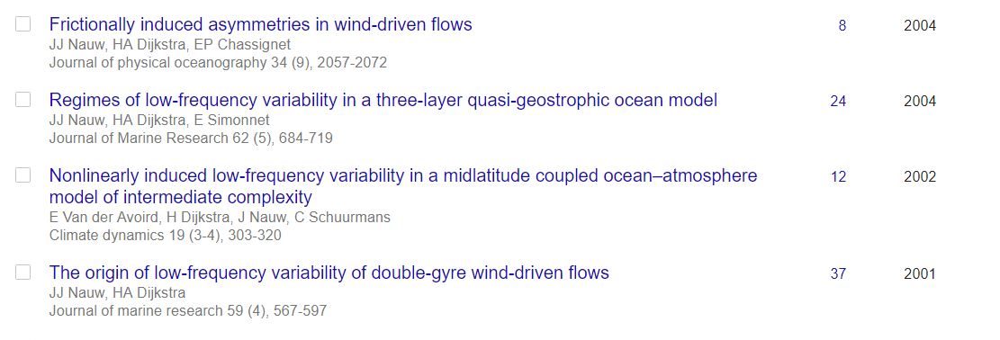 Frictionally induced asymmetries in wind-driven flows 8 2004
JJ Nauw, HA Dijkstra, EP Chassignet
Journal of physical oceanography 34 (9), 2057-2072
Regimes of low-frequency variability in a three-layer quasi-geostrophic ocean model 24 2004
JJ Nauw, HA Dijkstra, E Simonnet
Journal of Marine Research 62 (5), 684-719
Nonlinearly induced low-frequency variability in a midlatitude coupled ocean–atmosphere 12 2002
model of intermediate complexity
E Van der Avoird, H Dijkstra, J Nauw, C Schuurmans
Climate dynamics 19 (3-4), 303-320
The origin of low-frequency variability of double-gyre wind-driven flows 37 2001
JJ Nauw, HA Dijkstra
Journal of marine research 59 (4), 567-597